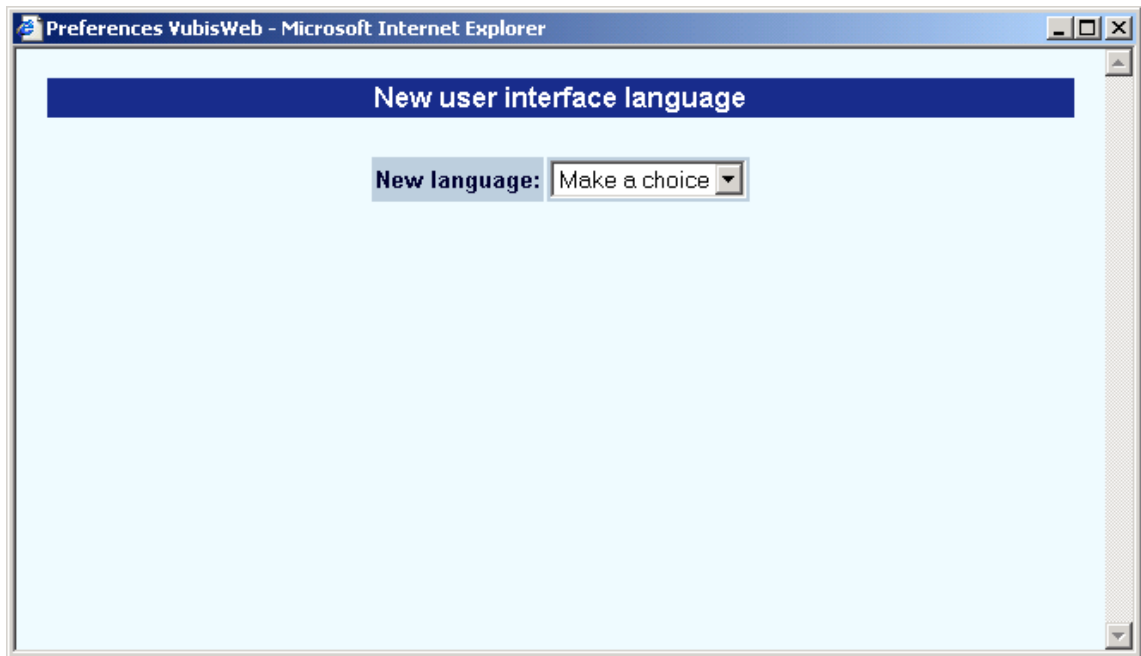 Preferences VubisWeb - Microsoft Internet Explorer
New user interface language
New language: Make a choice